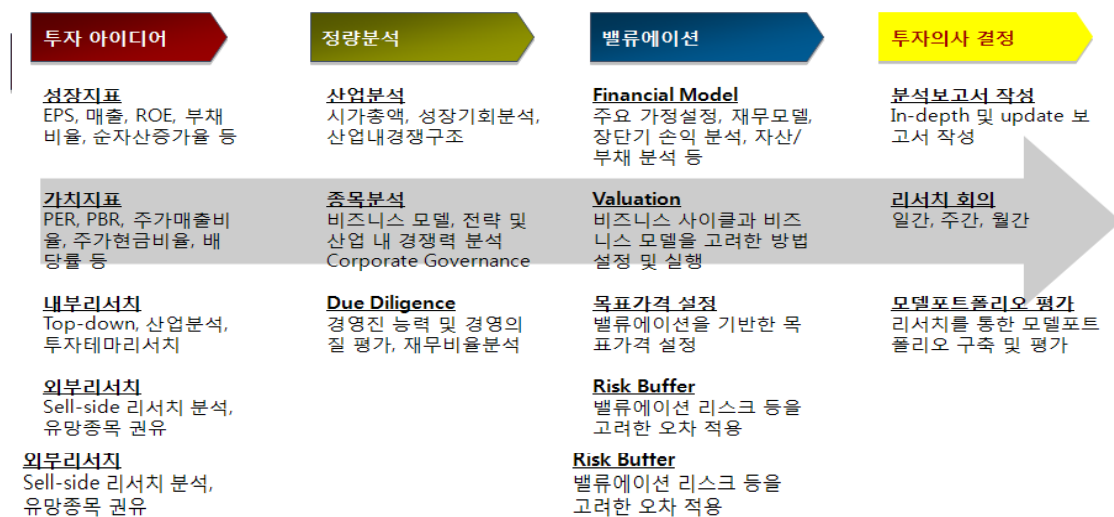 투자 아이디어
성장지표
EPS, 매출, ROE, 부채
비율, 순자산증가율 등
가치지표
PER, PBR, 주가매출비
율, 주가현금비율, 배
당률 등
내부리서치
Top-down, 산업분석,
투자테마리서치
외부리서치
Sell-side 리서치 분석,
유망종목 권유
외부리서치
Sell-side 리서치 분석,
유망종목 권유
정량분석
산업분석
시가총액, 성장기회분석,
산업내경쟁구조
종목분석
비즈니스 모델, 전략 및
산업 내 경쟁력 분석
Corporate Governance
Due Diligence
경영진 능력 및 경영의
질 평가, 재무비율분석
밸류에이션
Financial Model
주요 가정설정, 재무모델,
장단기 손익 분석, 자산/
부채 분석 등
Valuation
비즈니스 사이클과 비즈
니스 모델을 고려한 방법
설정 및 실행
목표가격 설정
밸류에이션을 기반한 목
표가격 설정
Risk Buffer
밸류에이션 리스크 등을
고려한 오차 적용
Risk Buffer
밸류에이션 리스크 등을
고려한 오차 적용
투자의사 결정
분석보고서 작성
In-depth 및 update 보
고서 작성
리서치 회의
일간, 주간, 월간
모델포트폴리오 평가
리서치를 통한 모델포트
폴리오 구축 및 평가